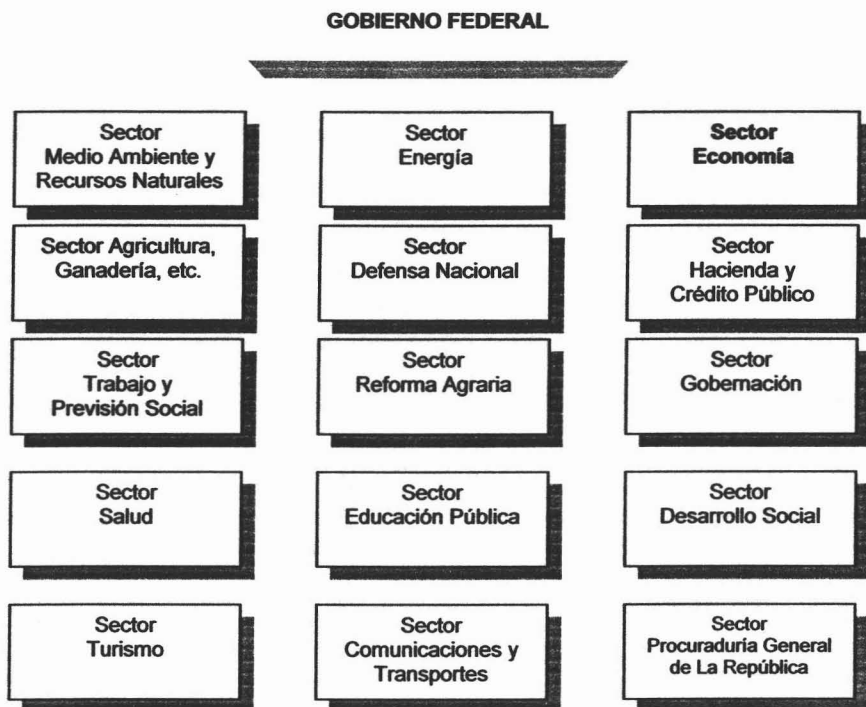 GOBIERNO FEDERAL
Sector
Medio Ambiente y
Recursos Naturales
Sector
Energía
Sector
Economía
Sector Agricultura,
Ganadería, etc.
Sector
Defensa Nacional
Sector
Hacienda y
Crédito Público
Sector
Trabajo y
Previsión Social
Sector
Reforma Agraria
Sector
Gobernación
Sector
Salud
Sector
Educación Pública
Sector
Desarrollo Social
Sector
Turismo
Sector
Comunicaciones y
Transportes
Sector
Procuraduría General
de La República